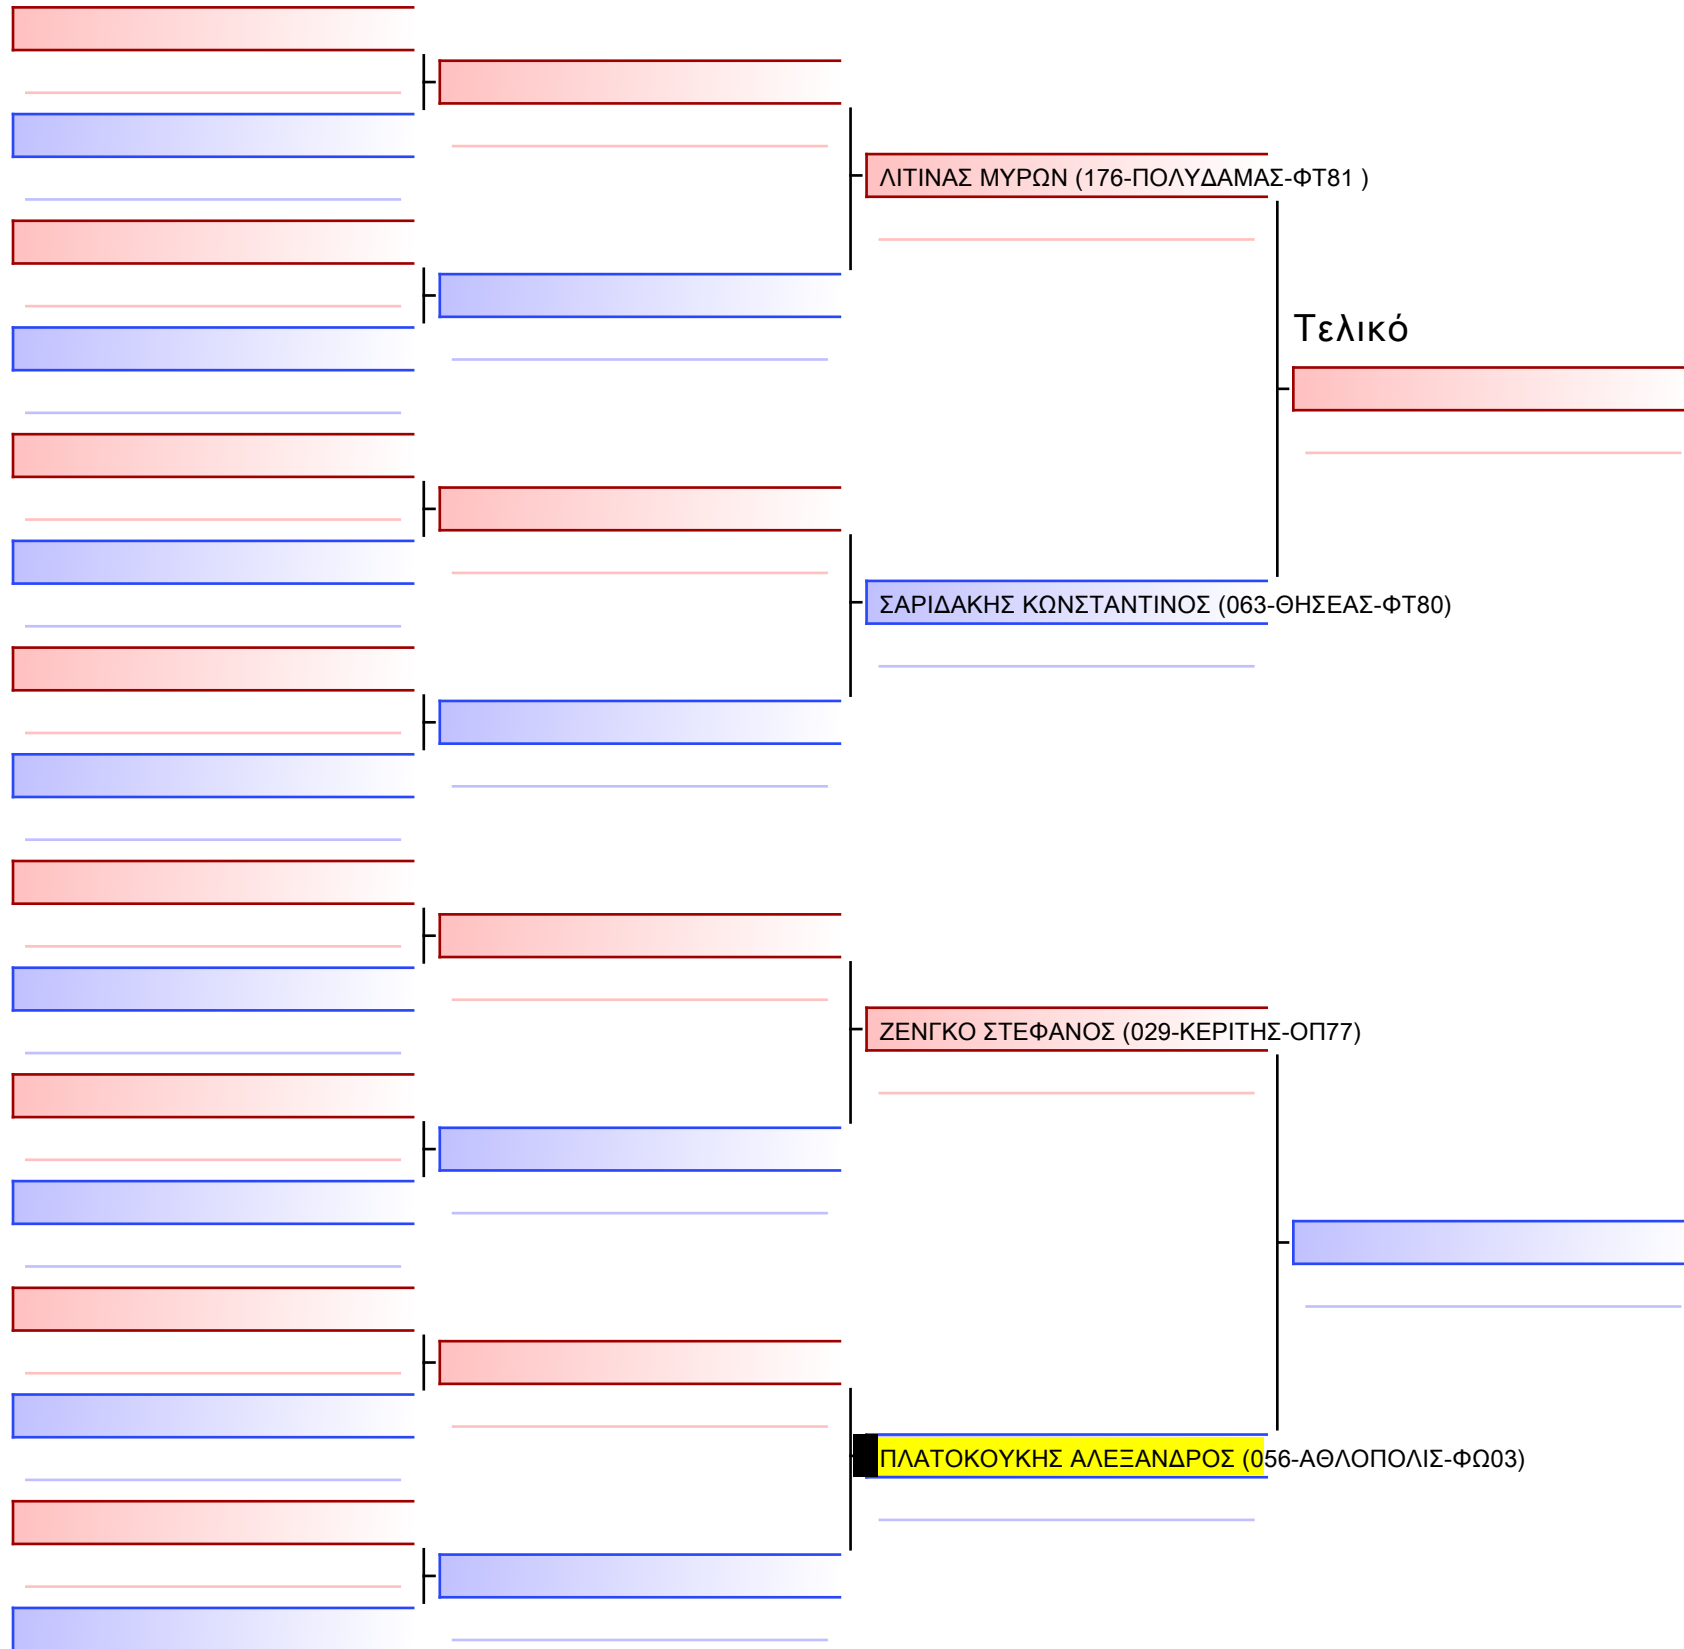 ΛΙΤΙΝΑΣ ΜΥΡΩΝ (176-ΠΟΛΥΔΑΜΑΣ-ΦΤ81 )
Τελικό
ΣΑΡΙΔΑΚΗΣ ΚΩΝΣΤΑΝΤΙΝΟΣ (063-ΘΗΣΕΑΣ-ΦΤ80)
ΖΕΝΓΚΟ ΣΤΕΦΑΝΟΣ (029-ΚΕΡΙΤΗΣ-ΟΠ77)
ΠΛΑΤΟΚΟΥΚΗΣ ΑΛΕΞΑΝΔΡΟΣ (056-ΑΘΛΟΠΟΛΙΣ-ΦΩ03)